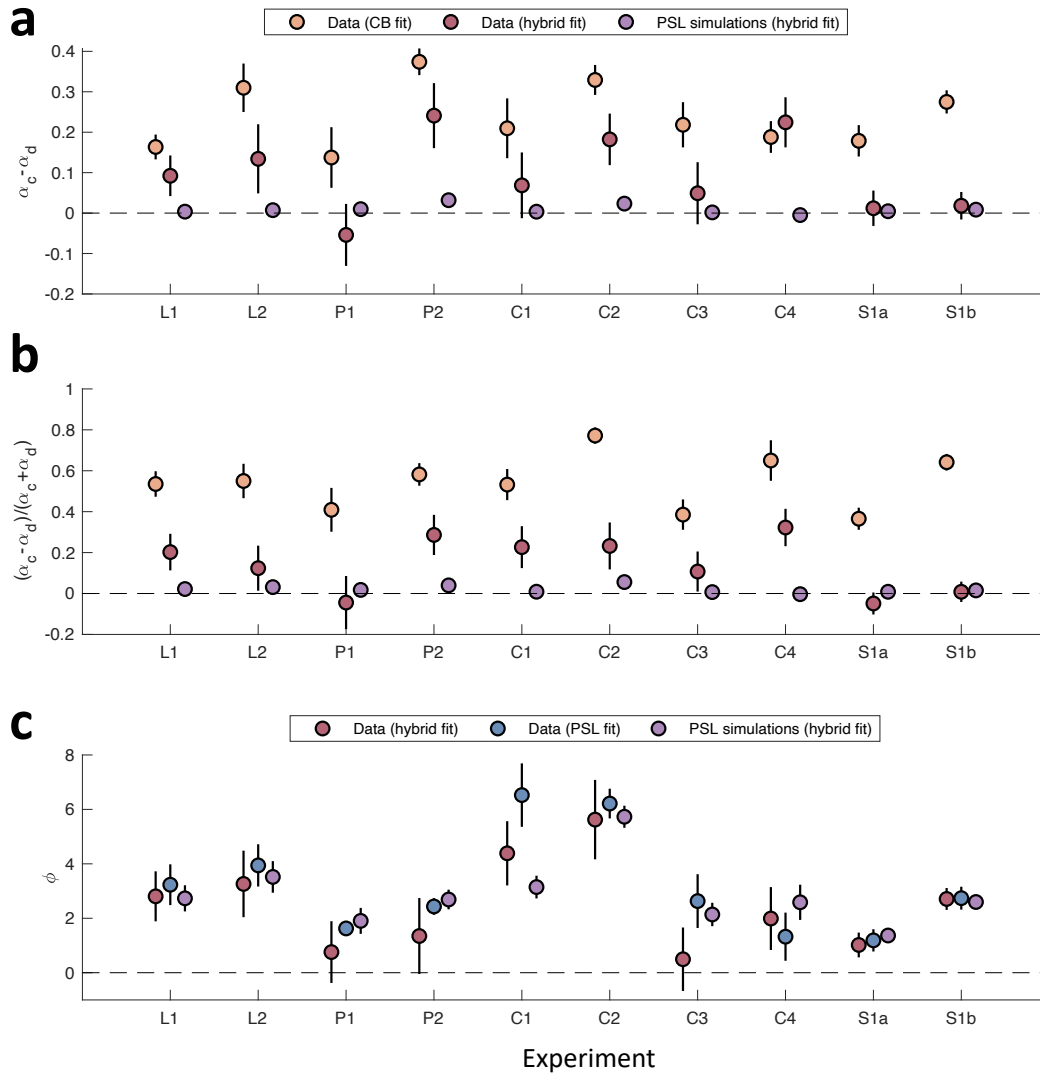 a
Data (CB fit) Data (hybrid fit) PSL simulations (hybrid fit)
0.4
0.3
0.2
0.1
0
-0.1
-0.2
α_c-α_d
L1 L2 P1 P2 C1 C2 C3 C4 S1a S1b
b
1
0.8
0.6
0.4
0.2
0
-0.2
(α_c-α_d)/(α_c+α_d)
L1 L2 P1 P2 C1 C2 C3 C4 S1a S1b
c
Data (hybrid fit) Data (PSL fit) PSL simulations (hybrid fit)
8
6
4
2
0
ϕ
L1 L2 P1 P2 C1 C2 C3 C4 S1a S1b
Experiment